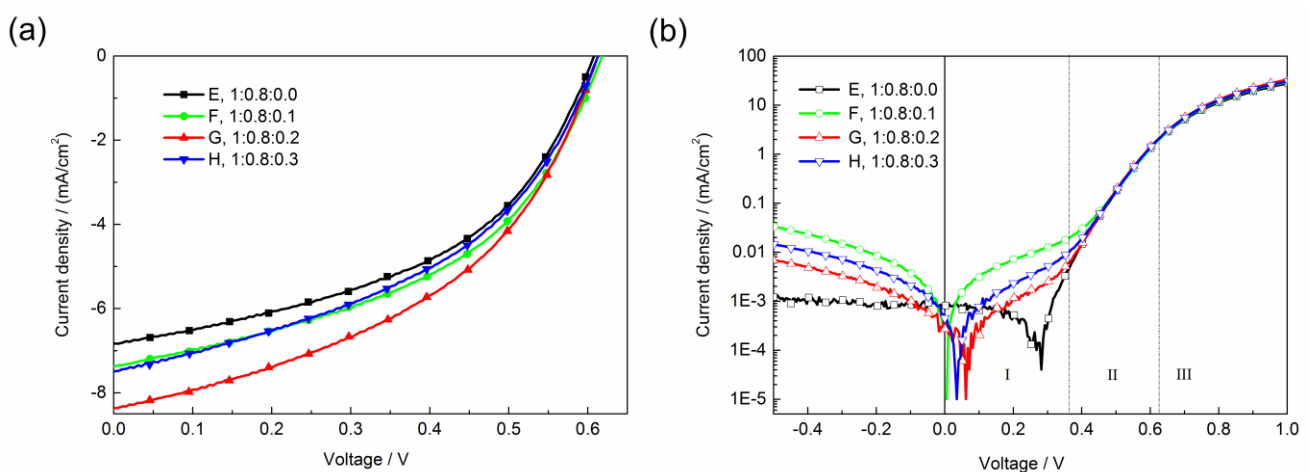 (a)
0
-2
-4
-6
-8
0.0 0.1 0.2 0.3 0.4 0.5 0.6
Current density / (mA/cm²)
Voltage / V
E, 1:0.8:0.0
F, 1:0.8:0.1
G, 1:0.8:0.2
H, 1:0.8:0.3
(b)
100
10
1
0.1
0.01
1E-3
1E-4
1E-5
-0.4 -0.2 0.0 0.2 0.4 0.6 0.8 1.0
Current density / (mA/cm²)
Voltage / V
E, 1:0.8:0.0
F, 1:0.8:0.1
G, 1:0.8:0.2
H, 1:0.8:0.3
I II III